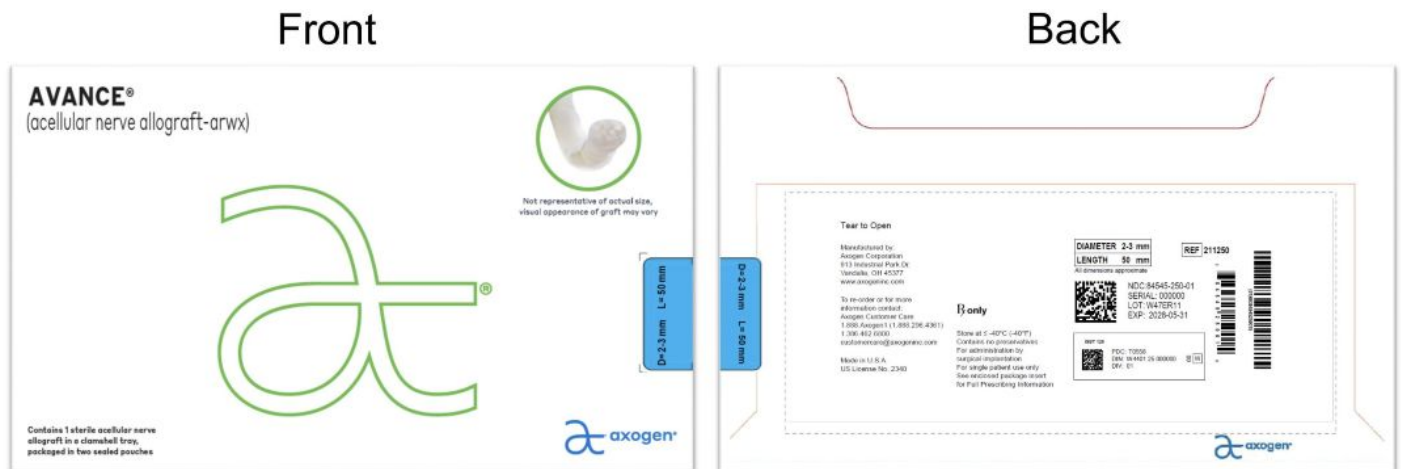 Front
AVANCE®
(acellular nerve allograft-arwx)
Not representative of actual size,
visual appearance of graft may vary
®
D= 2-3 mm L = 50 mm
Contains 1 sterile acellular nerve
allograft in a clamshell tray,
packaged in two sealed pouches
axogen®
Back
D= 2-3 mm L = 50 mm
Tear to Open
Manufactured by:
Axogen Corporation
913 Industrial Park Dr
Vandalia, OH 45377
www.axogeninc.com
To re-order or for more
information contact:
Axogen Customer Care
1.888.Axogen1 (1.888.296.4361)
1.386.462.6800
customercare@axogeninc.com
Made in U.S.A
US License No. 2340
Rx only
Store at ≤ -40°C (-40°F)
Contains no preservatives
For administration by
surgical implantation
For single patient use only
See enclosed package insert
for Full Prescribing Information
DIAMETER 2-3 mm
LENGTH 50 mm
All dimensions approximate
REF 211250
NDC:84545-250-01
SERIAL: 000000
LOT: W47ER11
EXP: 2028-05-31
PDC: T0556
DIV: 01
axogen®